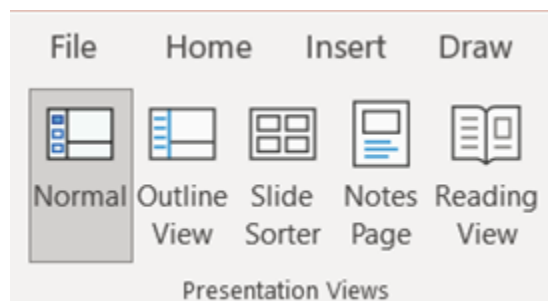 File Home Insert Draw
Normal Outline View Slide Sorter Notes Page Reading View
Presentation Views